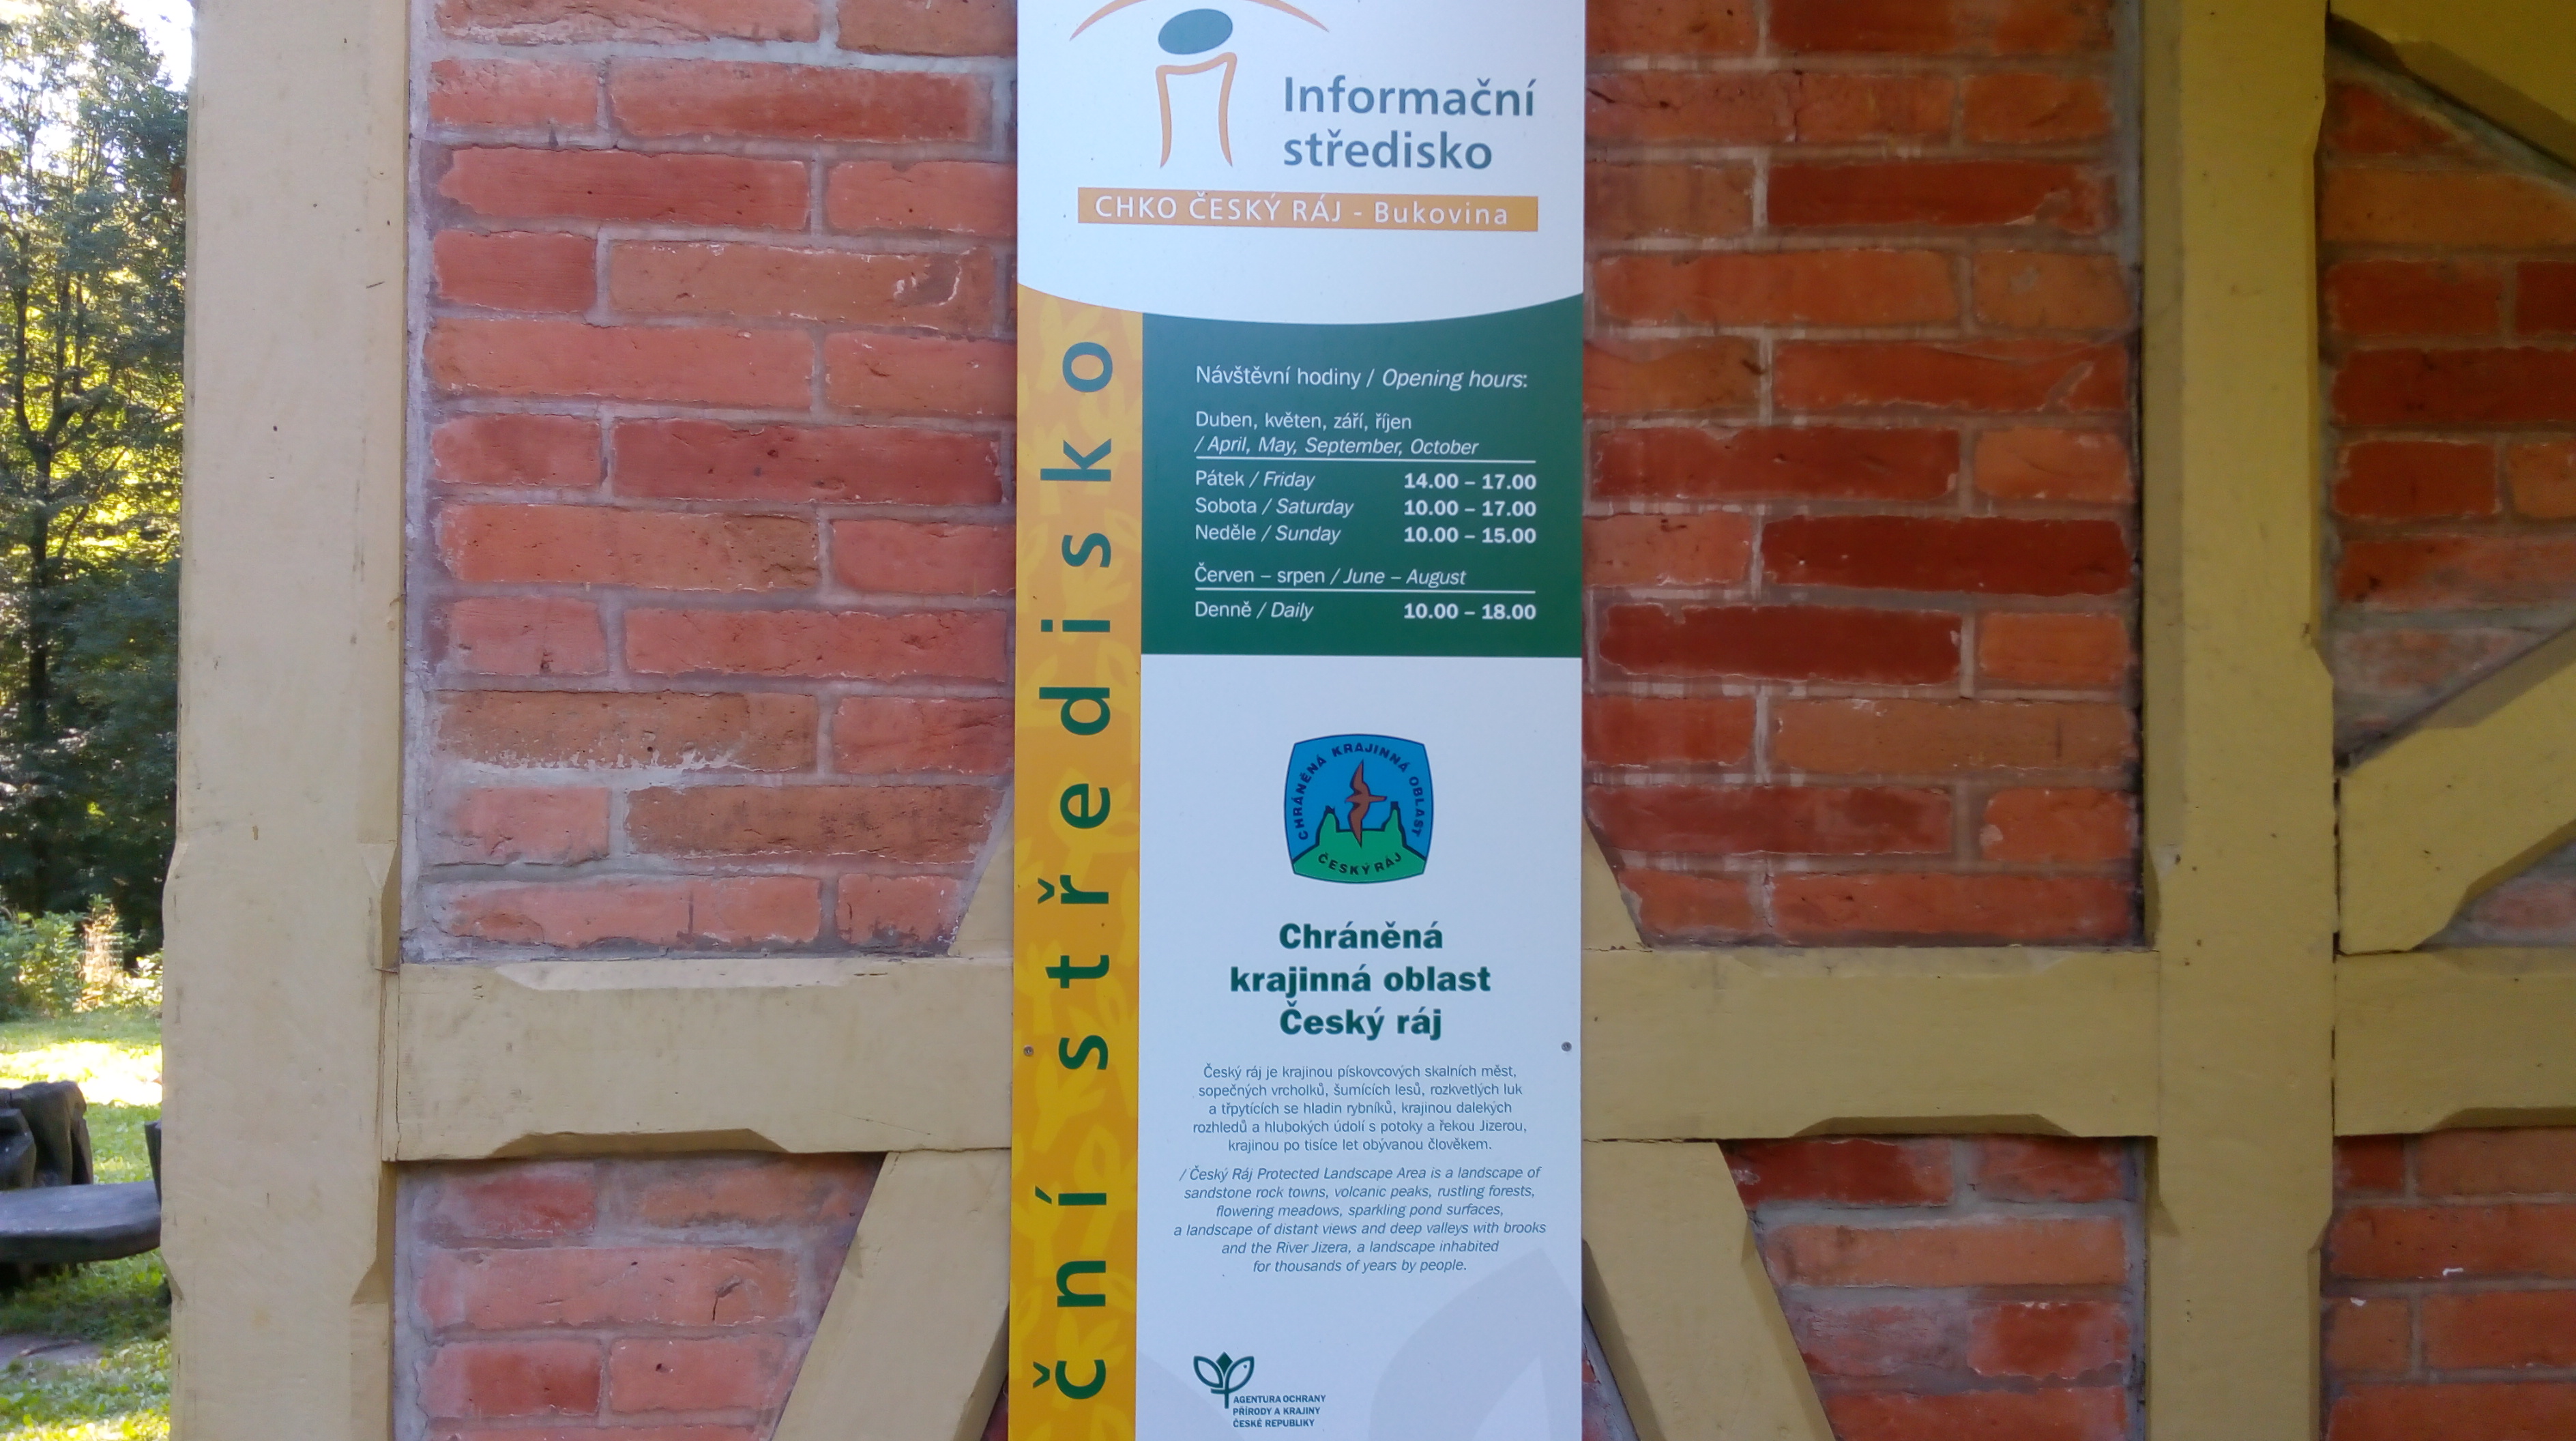 Informační
středisko
CHKO ČESKÝ RÁJ - Bukovina
ční středisko
Návštěvní hodiny / Opening hours:
Duben, květen, září, říjen
/ April, May, September, October
Pátek / Friday 14.00 – 17.00
Sobota / Saturday 10.00 – 17.00
Neděle / Sunday 10.00 – 15.00
Červen – srpen / June – August
Denně / Daily 10.00 – 18.00
CHRÁNĚNÁ KRAJINNÁ OBLAST
ČESKÝ RÁJ
Chráněná
krajinná oblast
Český ráj
Český ráj je krajinou pískovcových skalních měst,
sopečných vrcholků, šumících lesů, rozkvetlých luk
a třpytících se hladin rybníků, krajinou dalekých
rozhledů a hlubokých údolí s potoky a řekou Jizerou,
krajinou po tisíce let obývanou člověkem.
/ Český Ráj Protected Landscape Area is a landscape of
sandstone rock towns, volcanic peaks, rustling forests,
flowering meadows, sparkling pond surfaces,
a landscape of distant views and deep valleys with brooks
and the River Jizera, a landscape inhabited
for thousands of years by people.
AGENTURA OCHRANY
PŘÍRODY A KRAJINY
ČESKÉ REPUBLIKY